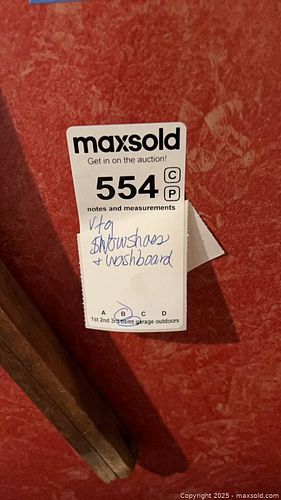 maxsold
Get in on the auction!
554 C
P
notes and measurements
vtg
snowshoes
+ washboard
A B C D
1st 2nd 3rd bsmt garage outdoors
Copyright 2025 - maxsold.com